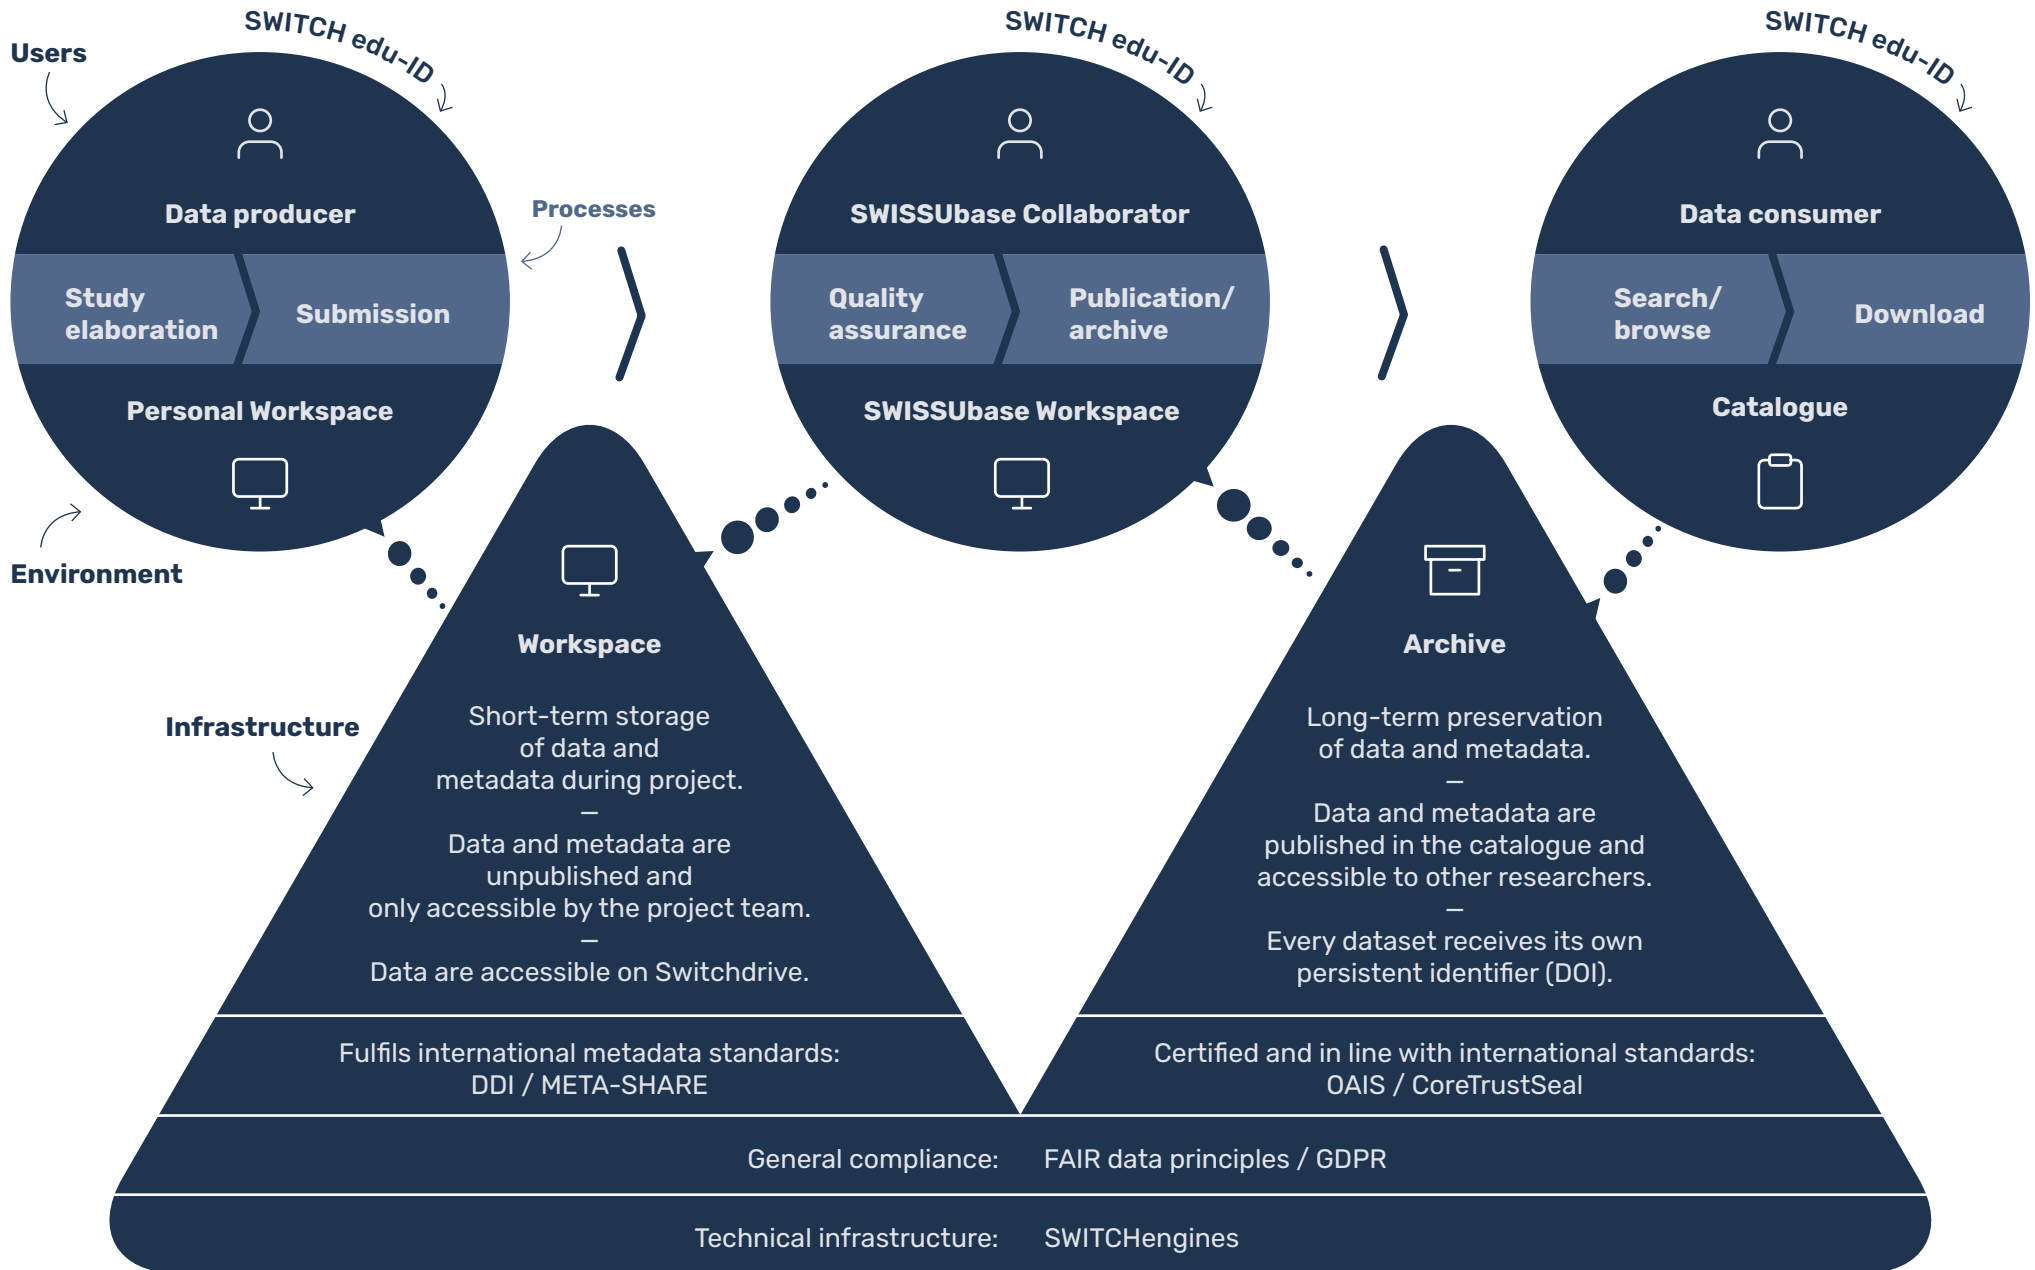 SWITCH edu-ID
SWITCH edu-ID
SWITCH edu-ID
Users
Data producer
Processes
Study
elaboration
Submission
Personal Workspace
Environment
SWISSUbase Collaborator
Quality
assurance
Publication/
archive
SWISSUbase Workspace
Data consumer
Search/
browse
Download
Catalogue
Infrastructure
Workspace
Short-term storage
of data and
metadata during project.
—
Data and metadata are
unpublished and
only accessible by the project team.
—
Data are accessible on Switchdrive.
Fulfils international metadata standards:
DDI / META-SHARE
Archive
Long-term preservation
of data and metadata.
—
Data and metadata are
published in the catalogue and
accessible to other researchers.
—
Every dataset receives its own
persistent identifier (DOI).
Certified and in line with international standards:
OAIS / CoreTrustSeal
General compliance: FAIR data principles / GDPR
Technical infrastructure: SWITCHengines